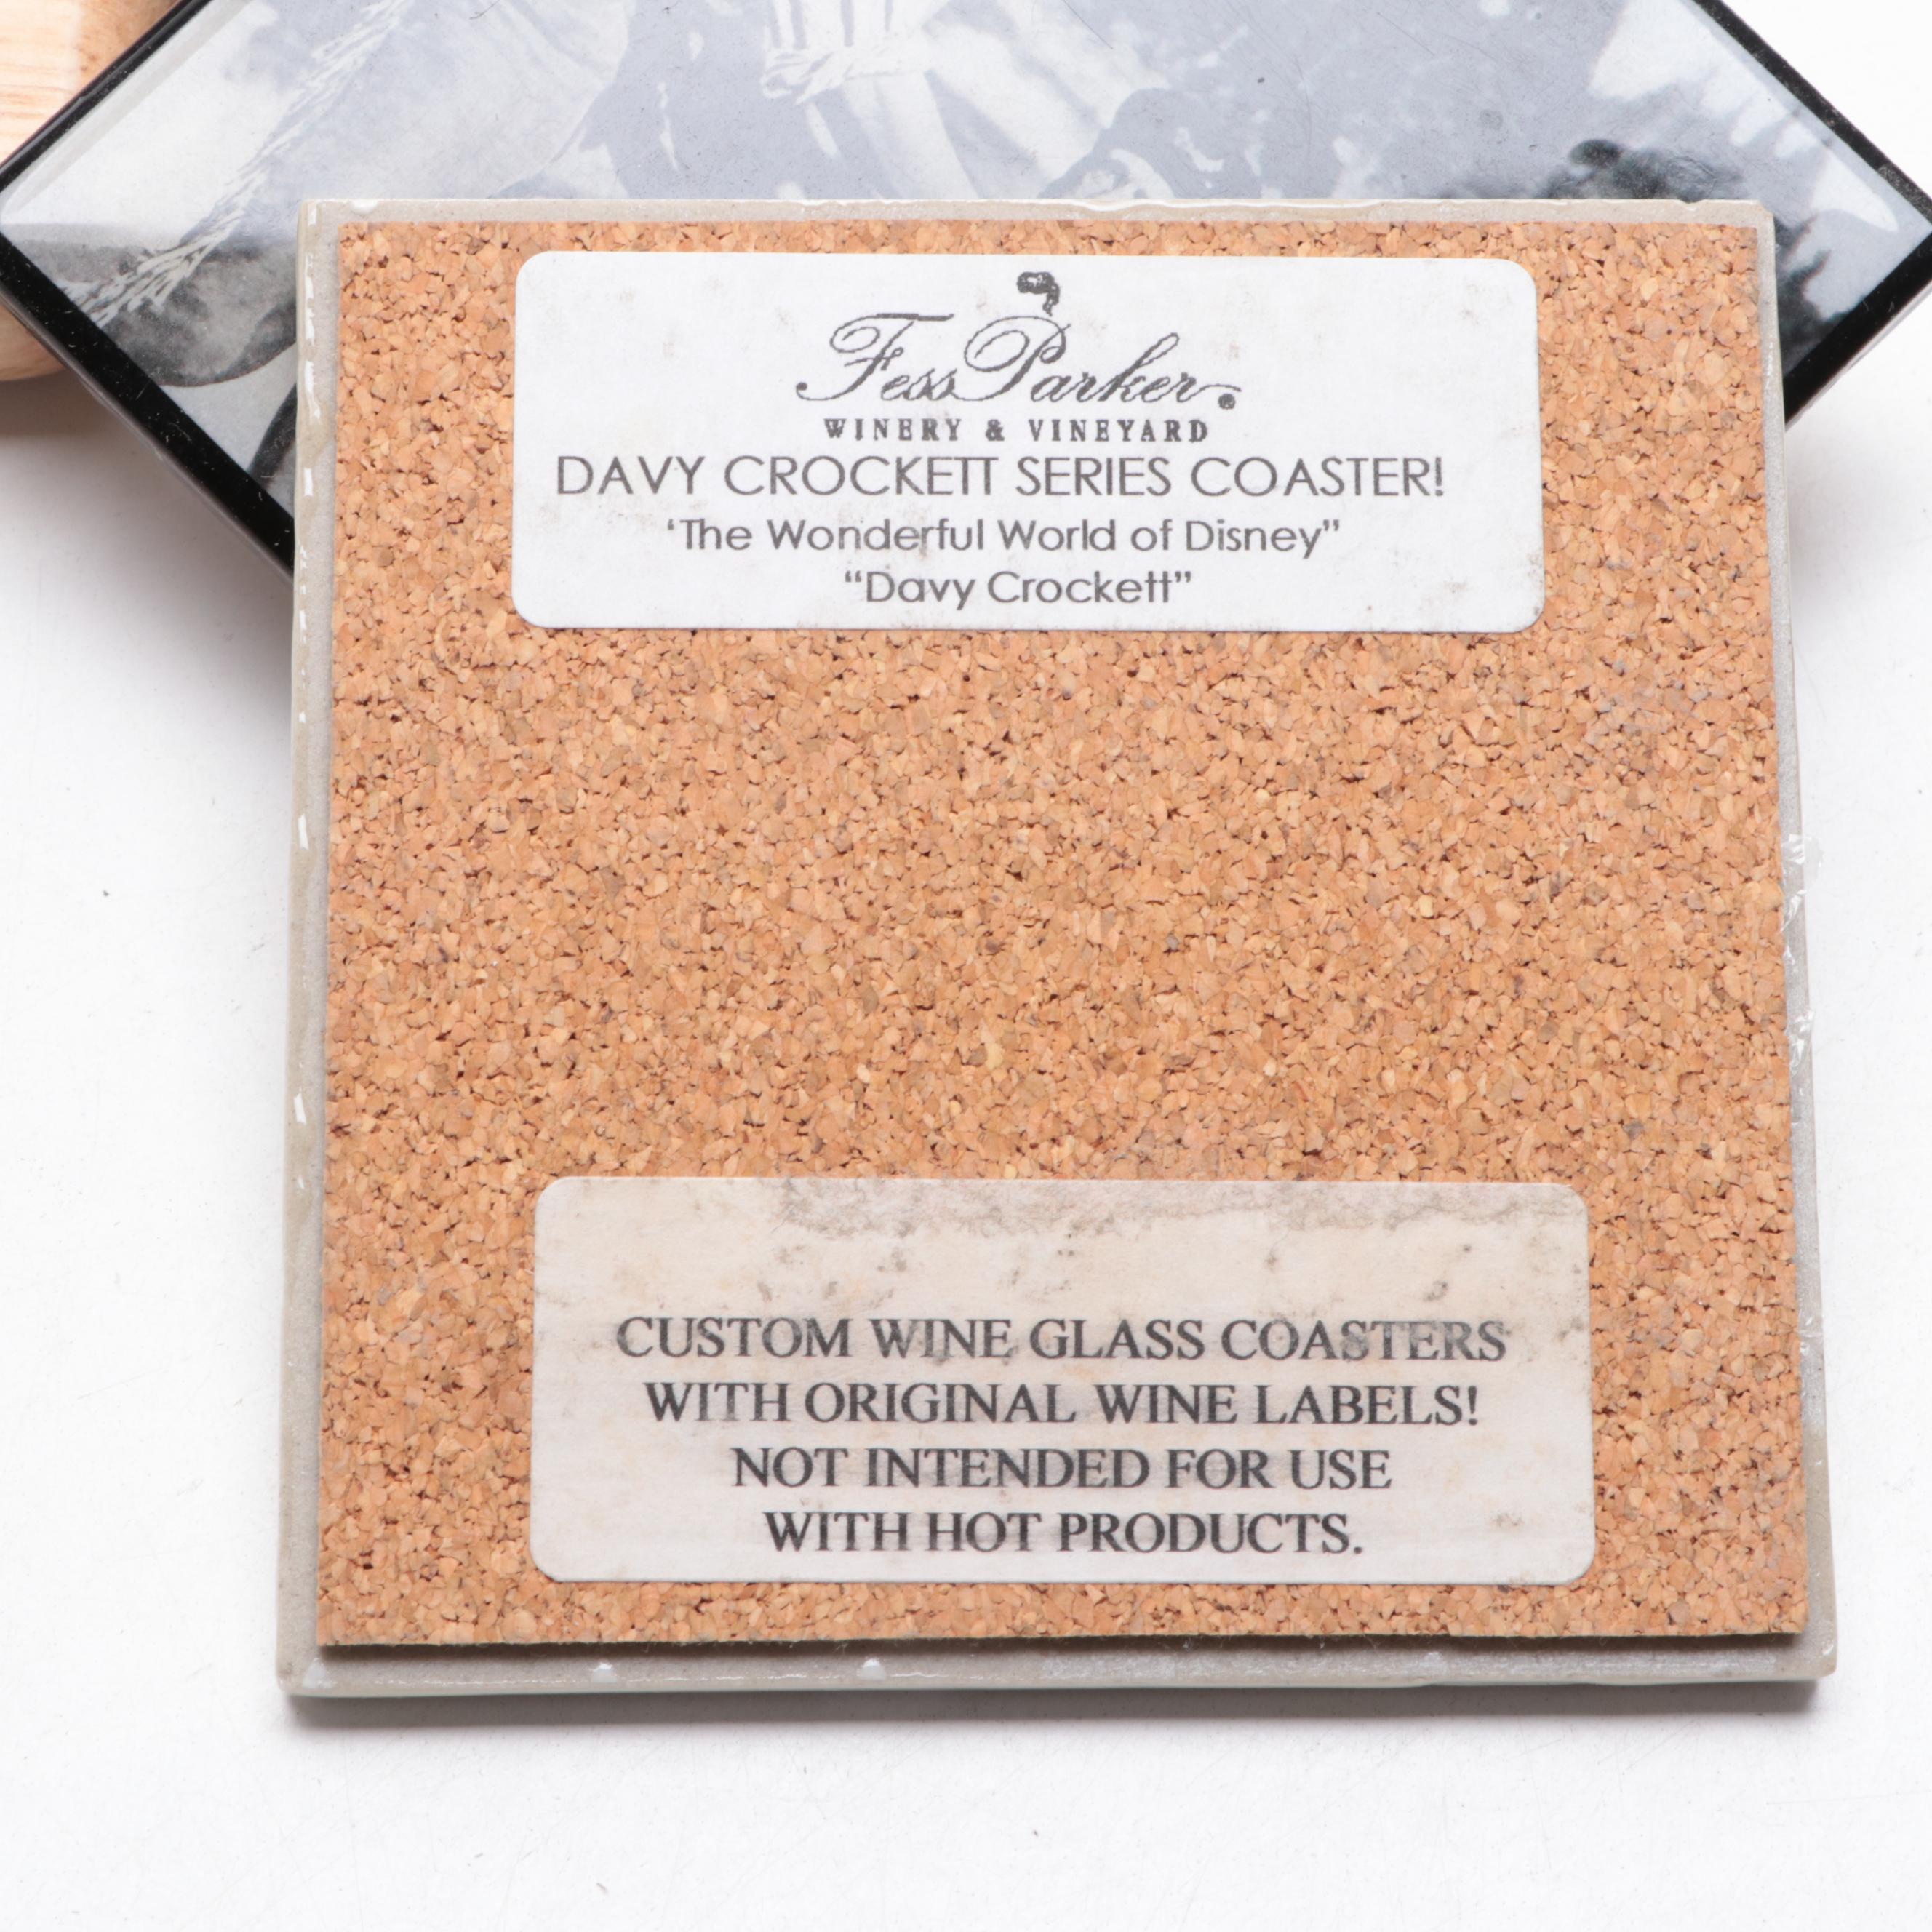 Fess Parker®
WINERY & VINEYARD
DAVY CROCKETT SERIES COASTER!
‘The Wonderful World of Disney”
“Davy Crockett”
CUSTOM WINE GLASS COASTERS
WITH ORIGINAL WINE LABELS!
NOT INTENDED FOR USE
WITH HOT PRODUCTS.